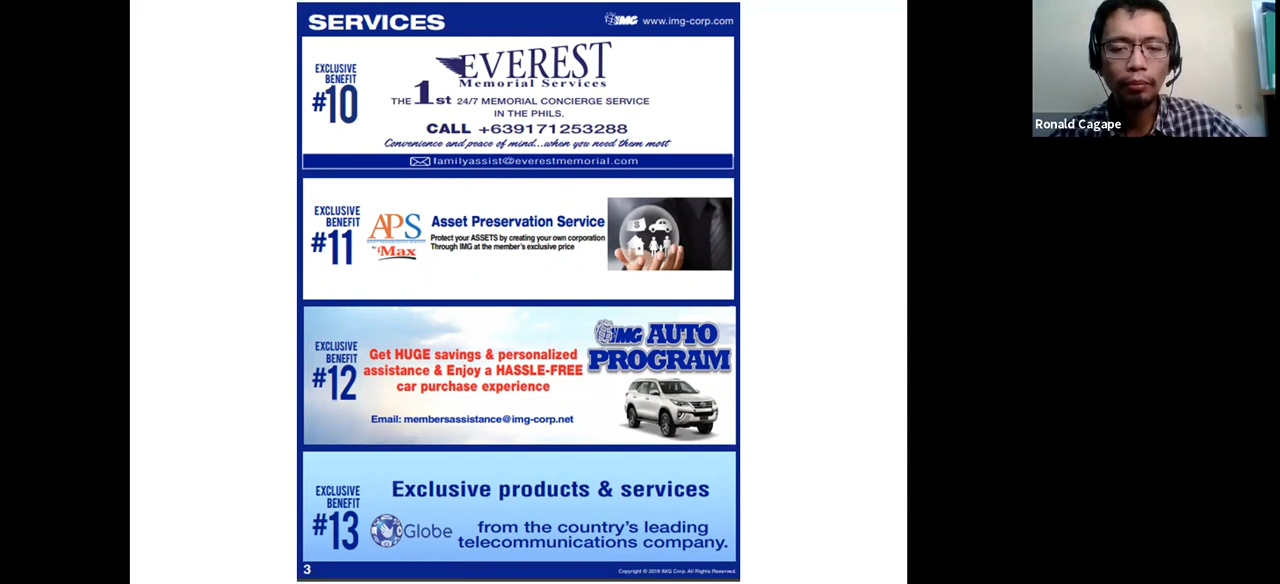 SERVICES
IMG www.img-corp.com
EXCLUSIVE
BENEFIT
#10
EVEREST
Memorial Services
THE 1st 24/7 MEMORIAL CONCIERGE SERVICE
IN THE PHILS.
CALL +639171253288
Convenience and peace of mind...when you need them most
familyassist@everestmemorial.com
EXCLUSIVE
BENEFIT
#11
APS
by iMax
Asset Preservation Service
Protect your ASSETS by creating your own corporation
Through IMG at the member's exclusive price
EXCLUSIVE
BENEFIT
#12
Get HUGE savings & personalized
assistance & Enjoy a HASSLE-FREE
car purchase experience
Email: membersassistance@img-corp.net
IMG AUTO
PROGRAM
EXCLUSIVE
BENEFIT
#13
Exclusive products & services
Globe
from the country's leading
telecommunications company.
3
Copyright © 2018 IMG Corp. All Rights Reserved.
Ronald Cagape